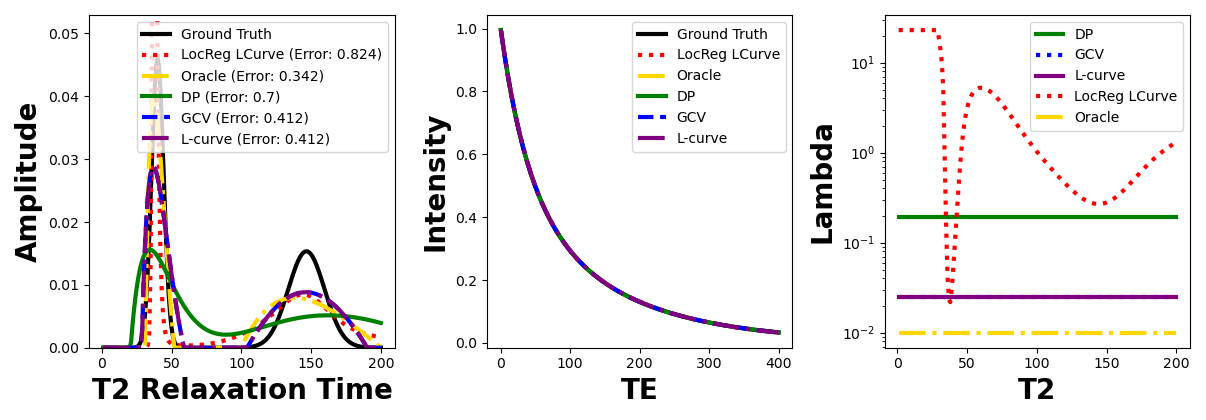 Amplitude
0.05
0.04
0.03
0.02
0.01
0.00
Ground Truth
LocReg LCurve (Error: 0.824)
Oracle (Error: 0.342)
DP (Error: 0.7)
GCV (Error: 0.412)
L-curve (Error: 0.412)
0 50 100 150 200
T2 Relaxation Time
Intensity
1.0
0.8
0.6
0.4
0.2
0.0
Ground Truth
LocReg LCurve
Oracle
DP
GCV
L-curve
0 100 200 300 400
TE
Lambda
10¹
10⁰
10⁻¹
10⁻²
DP
GCV
L-curve
LocReg LCurve
Oracle
0 50 100 150 200
T2